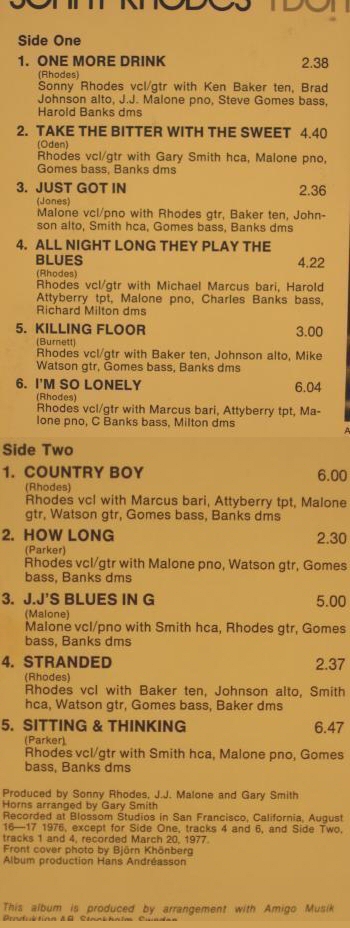 SONNY RHODES I DON
Side One
1. ONE MORE DRINK 2.38
(Rhodes)
Sonny Rhodes vcl/gtr with Ken Baker ten, Brad
Johnson alto, J.J. Malone pno, Steve Gomes bass,
Harold Banks dms
2. TAKE THE BITTER WITH THE SWEET 4.40
(Oden)
Rhodes vcl/gtr with Gary Smith hca, Malone pno,
Gomes bass, Banks dms
3. JUST GOT IN 2.36
(Jones)
Malone vcl/pno with Rhodes gtr, Baker ten, John-
son alto, Smith hca, Gomes bass, Banks dms
4. ALL NIGHT LONG THEY PLAY THE
BLUES 4.22
(Rhodes)
Rhodes vcl/gtr with Michael Marcus bari, Harold
Attyberry tpt, Malone pno, Charles Banks bass,
Richard Milton dms
5. KILLING FLOOR 3.00
(Burnett)
Rhodes vcl/gtr with Baker ten, Johnson alto, Mike
Watson gtr, Gomes bass, Banks dms
6. I'M SO LONELY 6.04
(Rhodes)
Rhodes vcl/gtr with Marcus bari, Attyberry tpt, Ma-
lone pno, C Banks bass, Milton dms
A
Side Two
1. COUNTRY BOY 6.00
(Rhodes)
Rhodes vcl with Marcus bari, Attyberry tpt, Malone
gtr, Watson gtr, Gomes bass, Banks dms
2. HOW LONG 2.30
(Parker)
Rhodes vcl/gtr with Malone pno, Watson gtr, Gomes
bass, Banks dms
3. J.J'S BLUES IN G 5.00
(Malone)
Malone vcl/pno with Smith hca, Rhodes gtr, Gomes
bass, Banks dms
4. STRANDED 2.37
(Rhodes)
Rhodes vcl with Baker ten, Johnson alto, Smith
hca, Watson gtr, Gomes bass, Baker dms
5. SITTING & THINKING 6.47
(Parker)
Rhodes vcl/gtr with Smith hca, Malone pno, Gomes
bass, Banks dms
Produced by Sonny Rhodes, J.J. Malone and Gary Smith
Horns arranged by Gary Smith
Recorded at Blossom Studios in San Francisco, California, August
16—17 1976, except for Side One, tracks 4 and 6, and Side Two,
tracks 1 and 4, recorded March 20, 1977.
Front cover photo by Björn Khönberg
Album production Hans Andréasson
This album is produced by arrangement with Amigo Musik
Produktion AB, Stockholm, Sweden